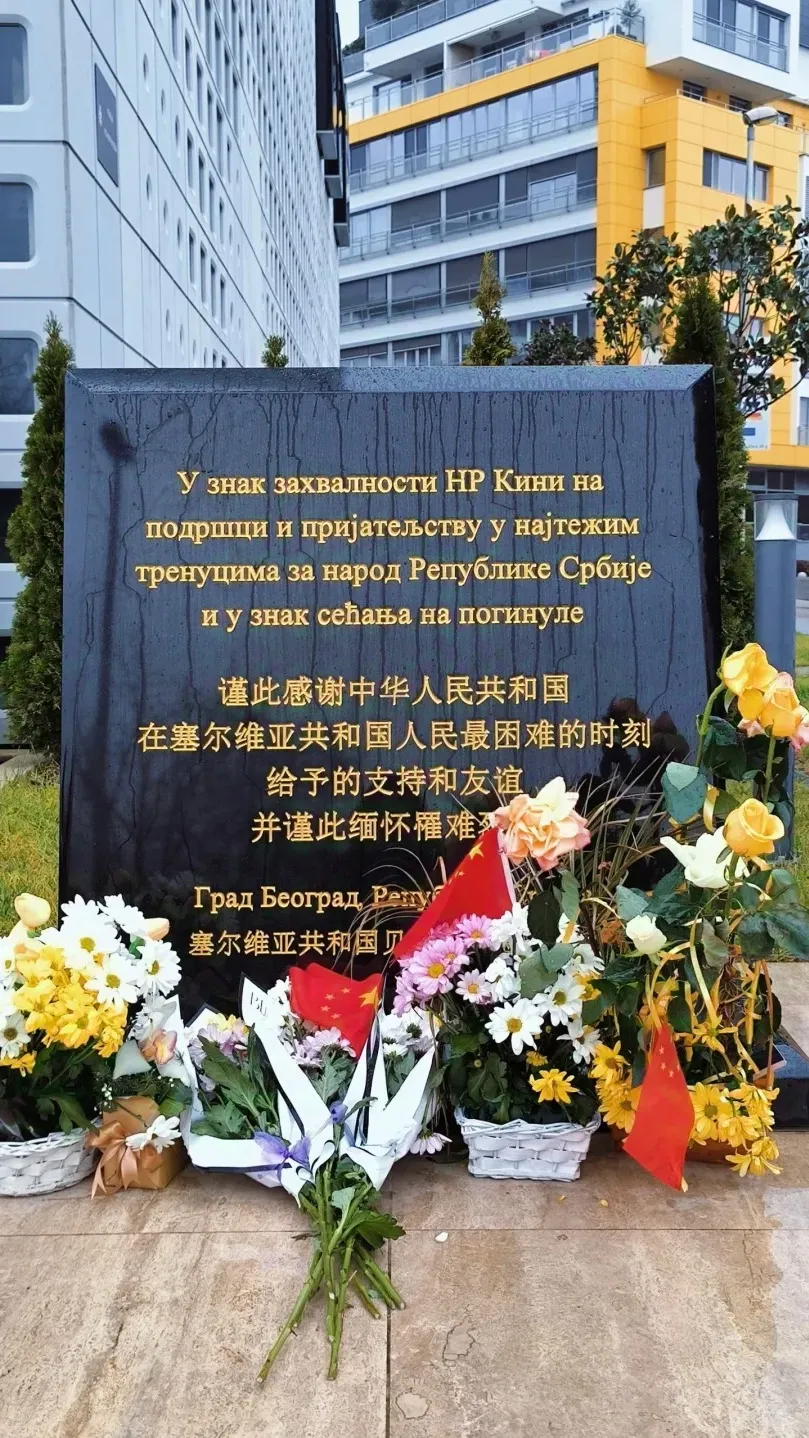 У знак захвалности НР Кини на
подршци и пријатељству у најтежим
тренуцима за народ Републике Србије
и у знак сећања на погинуле
谨此感谢中华人民共和国
在塞尔维亚共和国人民最困难的时刻
给予的支持和友谊
并谨此缅怀罹难
Град Београд,
塞尔维亚共和国贝